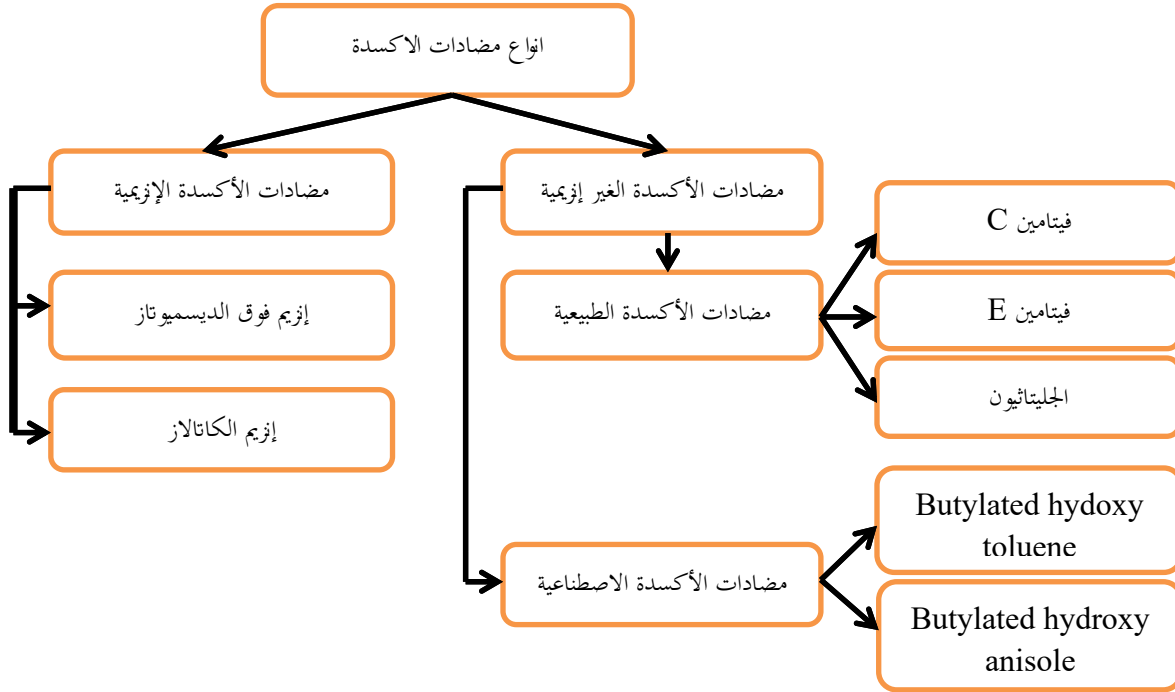 انواع مضادات الاكسدة
مضادات الأكسدة الغير إنزيمية
مضادات الأكسدة الإنزيمية
فيتامين C
مضادات الأكسدة الطبيعية
فيتامين E
إنزيم فوق الديسميوتاز
الجليتاثيون
إنزيم الكاتالاز
Butylated hydoxy
toluene
مضادات الأكسدة الاصطناعية
Butylated hydroxy
anisole